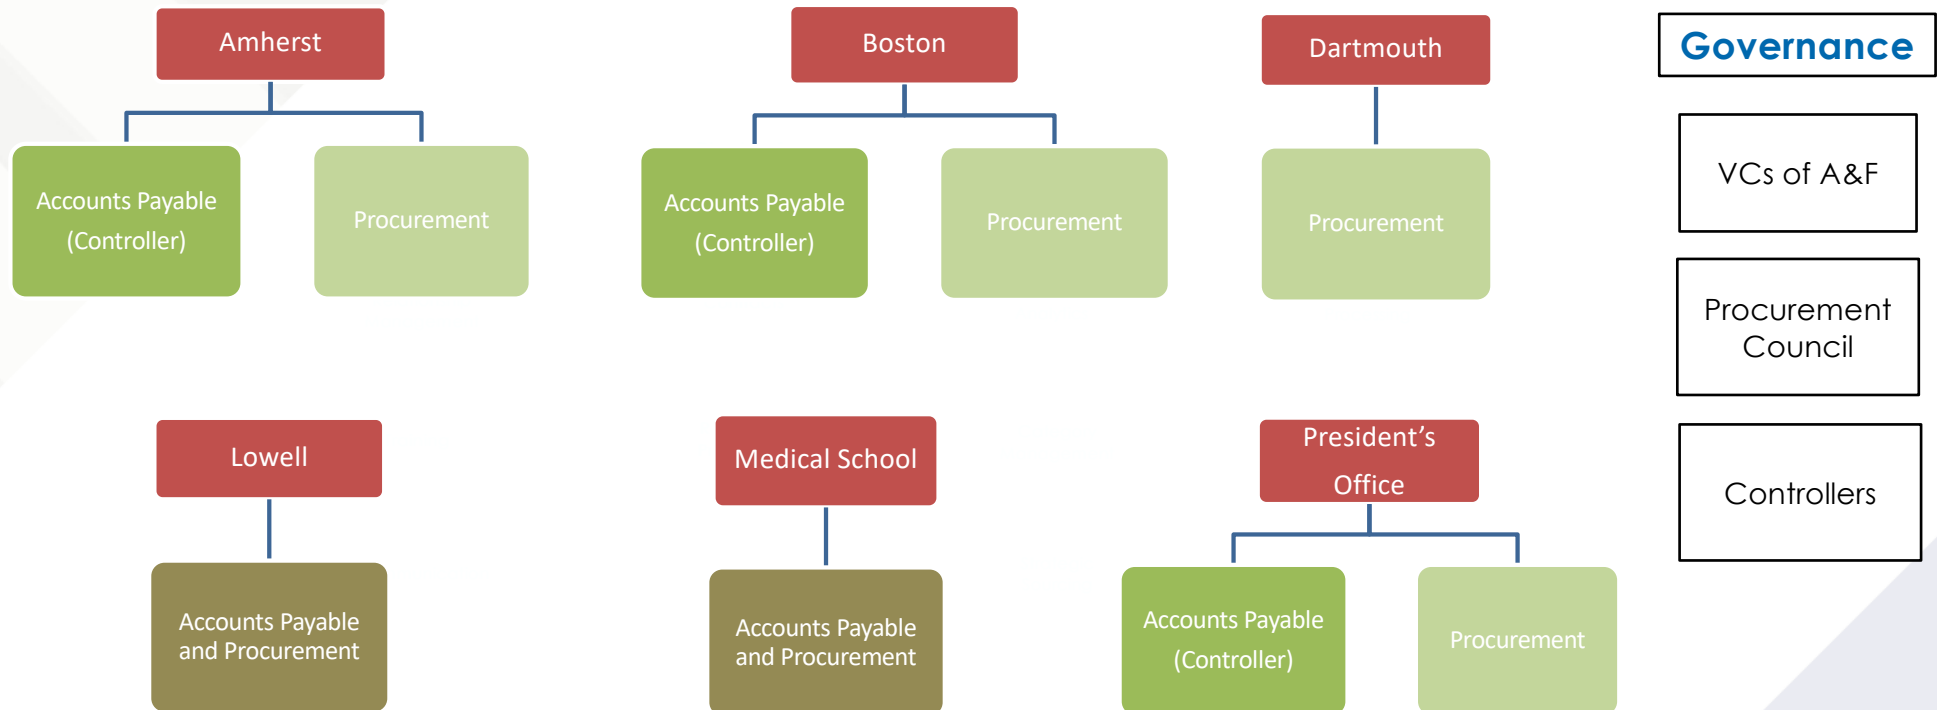 Amherst
Accounts Payable
(Controller)
Procurement
Boston
Accounts Payable
(Controller)
Procurement
Dartmouth
Procurement
Lowell
Accounts Payable
and Procurement
Medical School
Accounts Payable
and Procurement
President’s
Office
Accounts Payable
(Controller)
Procurement
Governance
VCs of A&F
Procurement
Council
Controllers